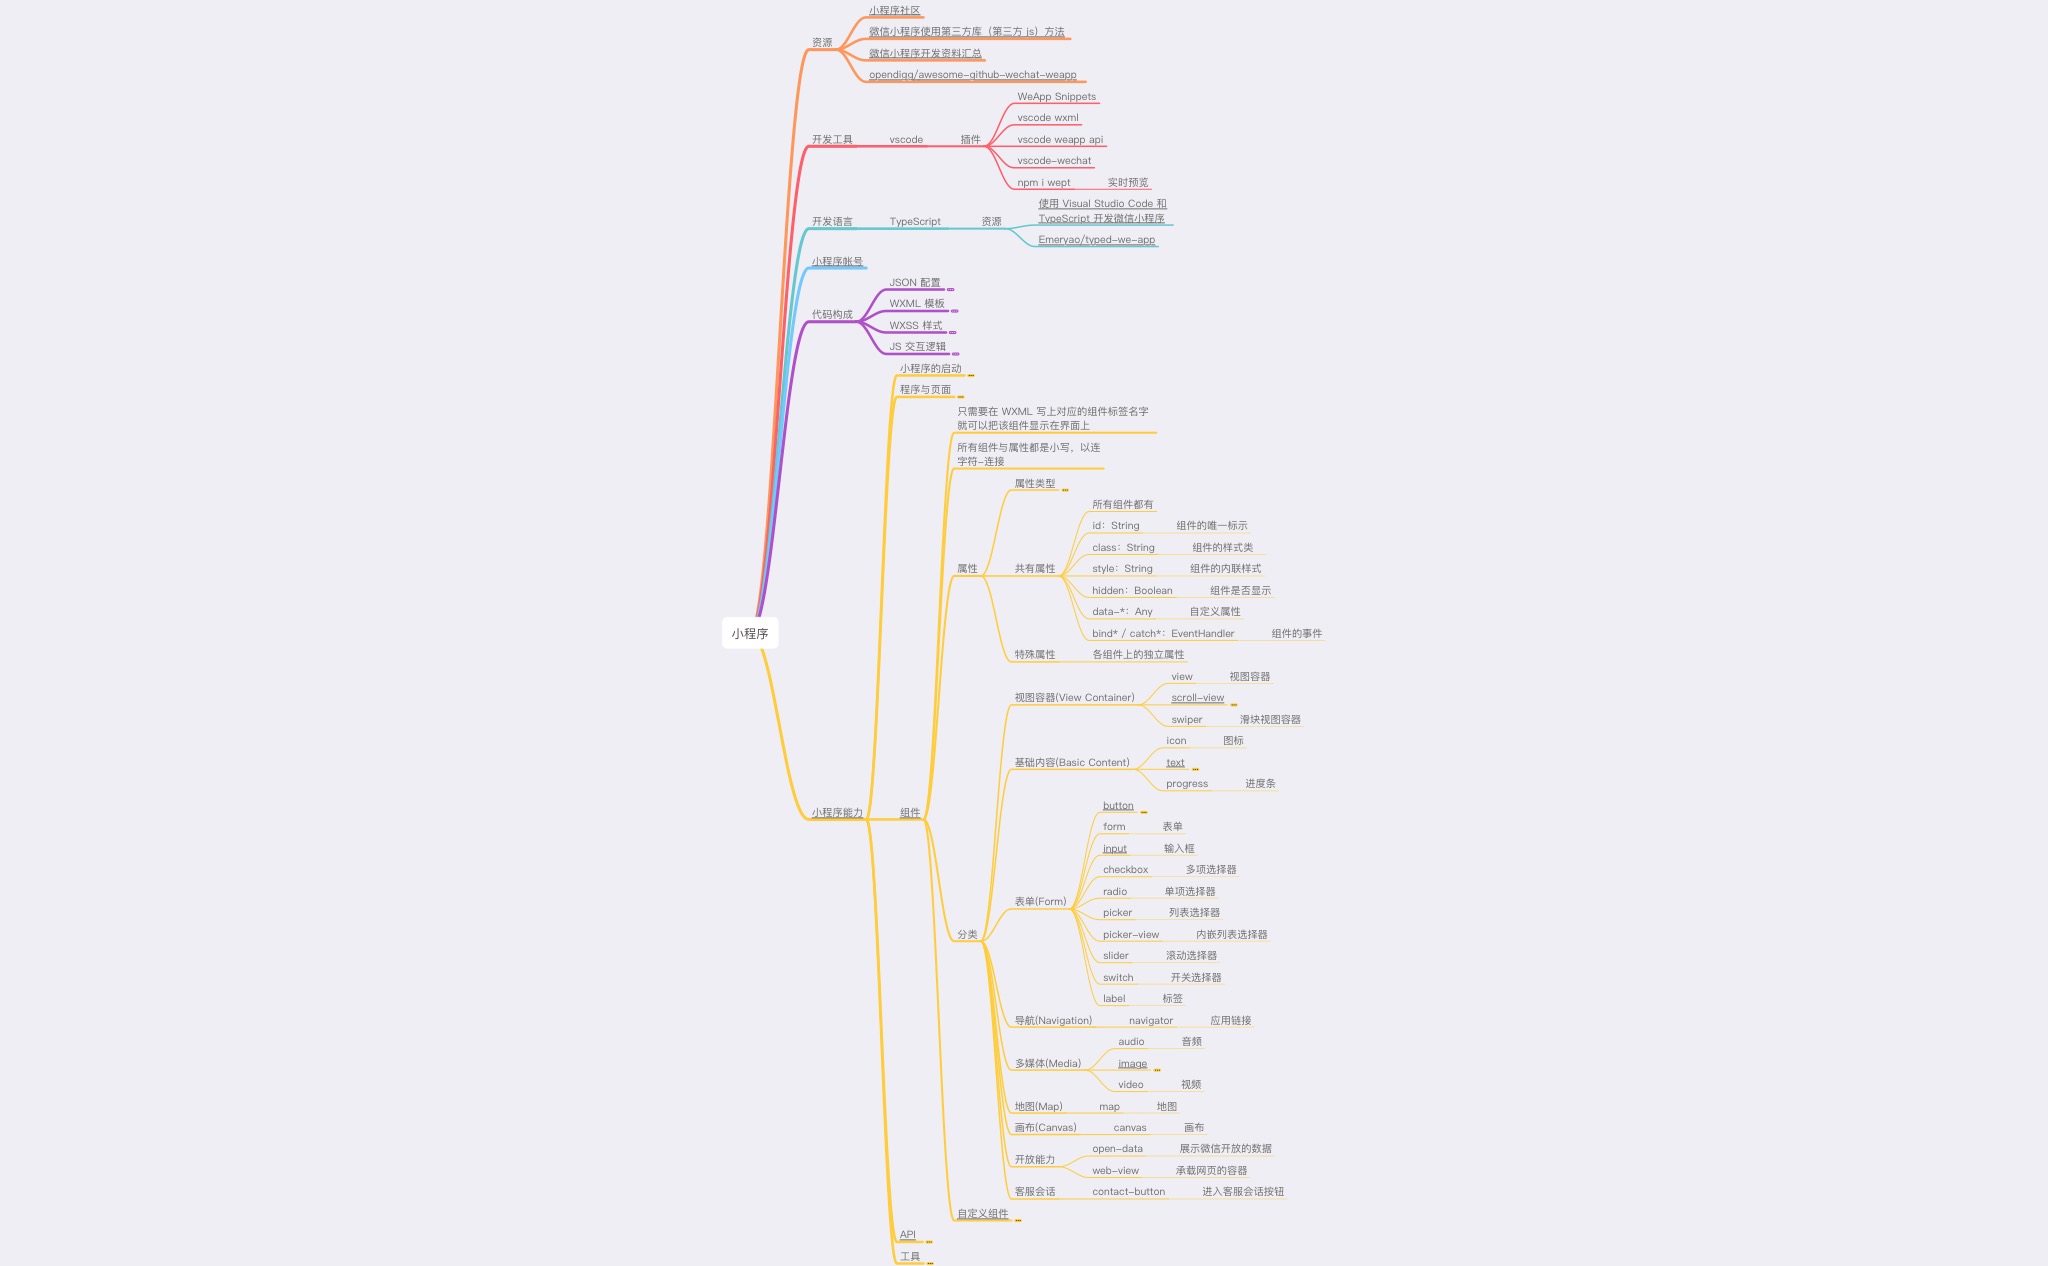 小程序社区
微信小程序使用第三方库（第三方 js）方法
资源
微信小程序开发资料汇总
opendigg/awesome-github-wechat-weapp
WeApp Snippets
vscode wxml
开发工具 vscode 插件 vscode weapp api
vscode-wechat
npm i wept 实时预览
使用 Visual Studio Code 和
TypeScript 开发微信小程序
开发语言 TypeScript 资源
Emeryao/typed-we-app
小程序帐号
JSON 配置
WXML 模板
代码构成
WXSS 样式
JS 交互逻辑
小程序的启动
程序与页面
只需要在 WXML 写上对应的组件标签名字
就可以把该组件显示在界面上
所有组件与属性都是小写，以连
字符-连接
属性类型
所有组件都有
id：String 组件的唯一标示
class：String 组件的样式类
属性 共有属性 style：String 组件的内联样式
hidden：Boolean 组件是否显示
data-*：Any 自定义属性
bind* / catch*：EventHandler 组件的事件
小程序
特殊属性 各组件上的独立属性
view 视图容器
视图容器(View Container) scroll-view
swiper 滑块视图容器
icon 图标
基础内容(Basic Content) text
progress 进度条
button
小程序能力 组件
form 表单
input 输入框
checkbox 多项选择器
radio 单项选择器
表单(Form)
picker 列表选择器
分类 picker-view 内嵌列表选择器
slider 滚动选择器
switch 开关选择器
label 标签
导航(Navigation) navigator 应用链接
audio 音频
多媒体(Media) image
video 视频
地图(Map) map 地图
画布(Canvas) canvas 画布
open-data 展示微信开放的数据
开放能力
web-view 承载网页的容器
客服会话 contact-button 进入客服会话按钮
自定义组件
API
工具